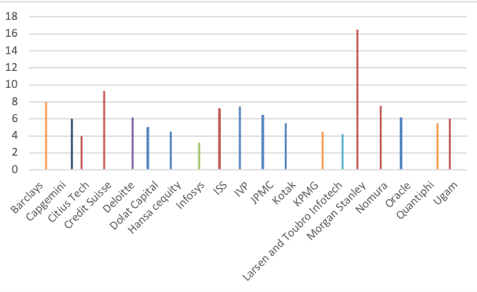 18
16
14
12
10
8
6
4
2
0
Barclays
Capgemini
Citius Tech
Credit Suisse
Deloitte
Dolat Capital
Hansa cequity
Infosys
ISS
IVP
JPMC
Kotak
KPMG
Larsen and Toubro Infotech
Morgan Stanley
Nomura
Oracle
Quantiphi
Ugam